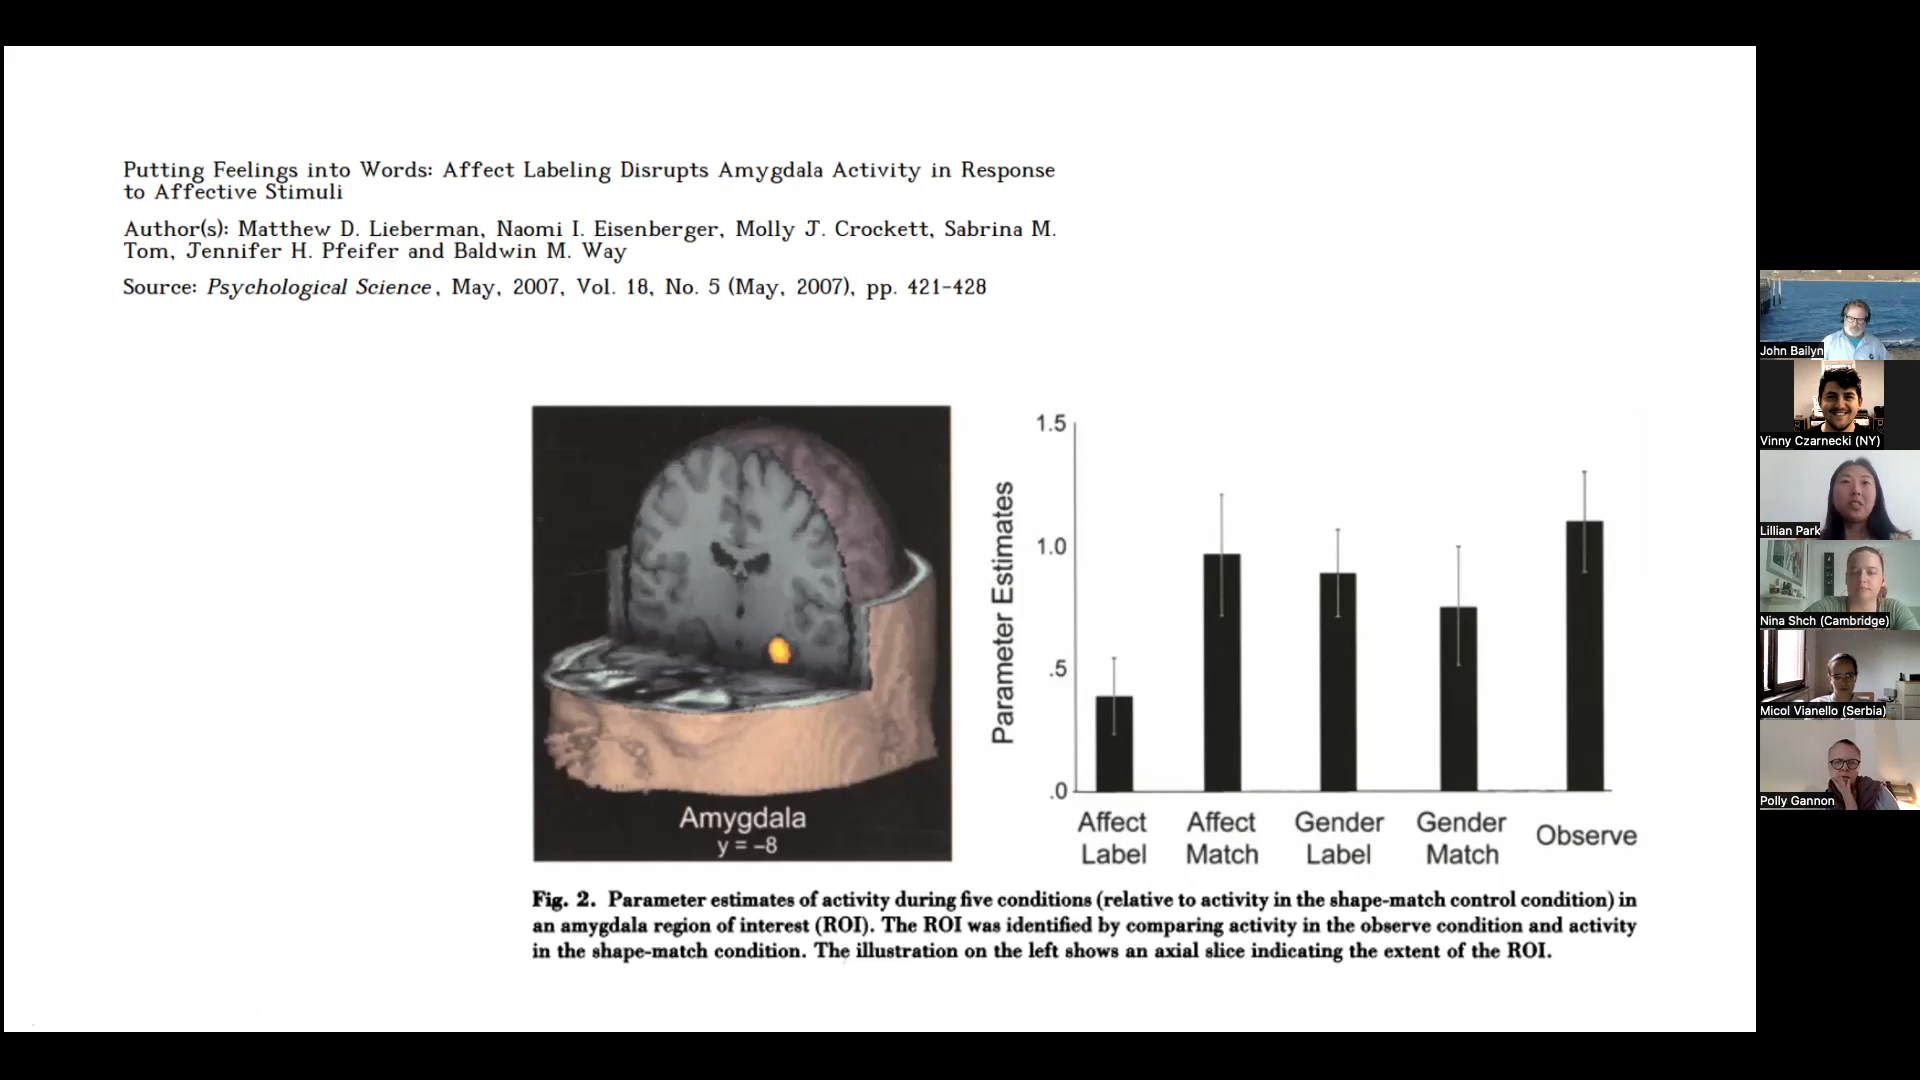 Putting Feelings into Words: Affect Labeling Disrupts Amygdala Activity in Response
to Affective Stimuli
Author(s): Matthew D. Lieberman, Naomi I. Eisenberger, Molly J. Crockett, Sabrina M.
Tom, Jennifer H. Pfeifer and Baldwin M. Way
Source: Psychological Science, May, 2007, Vol. 18, No. 5 (May, 2007), pp. 421-428
Amygdala
y = –8
Parameter Estimates
1.5
1.0
.5
.0
Affect
Label
Affect
Match
Gender
Label
Gender
Match
Observe
Fig. 2. Parameter estimates of activity during five conditions (relative to activity in the shape-match control condition) in
an amygdala region of interest (ROI). The ROI was identified by comparing activity in the observe condition and activity
in the shape-match condition. The illustration on the left shows an axial slice indicating the extent of the ROI.
John Bailyn
Vinny Czarnecki (NY)
Lillian Park
Nina Shch (Cambridge)
Micol Vianello (Serbia)
Polly Gannon